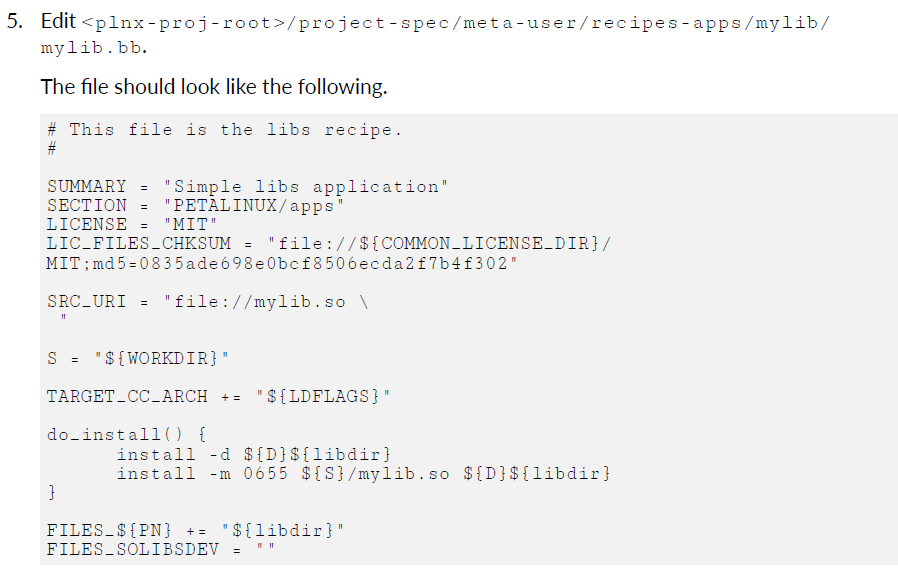 5. Edit <plnx-proj-root>/project-spec/meta-user/recipes-apps/mylib/
mylib.bb.
The file should look like the following.
# This file is the libs recipe.
#
SUMMARY = "Simple libs application"
SECTION = "PETALINUX/apps"
LICENSE = "MIT"
LIC_FILES_CHKSUM = "file://${COMMON_LICENSE_DIR}/
MIT;md5=0835ade698e0bcf8506ecda2f7b4f302"
SRC_URI = "file://mylib.so \
"
S = "${WORKDIR}"
TARGET_CC_ARCH += "${LDFLAGS}"
do_install() {
install -d ${D}${libdir}
install -m 0655 ${S}/mylib.so ${D}${libdir}
}
FILES_${PN} += "${libdir}"
FILES_SOLIBSDEV = ""